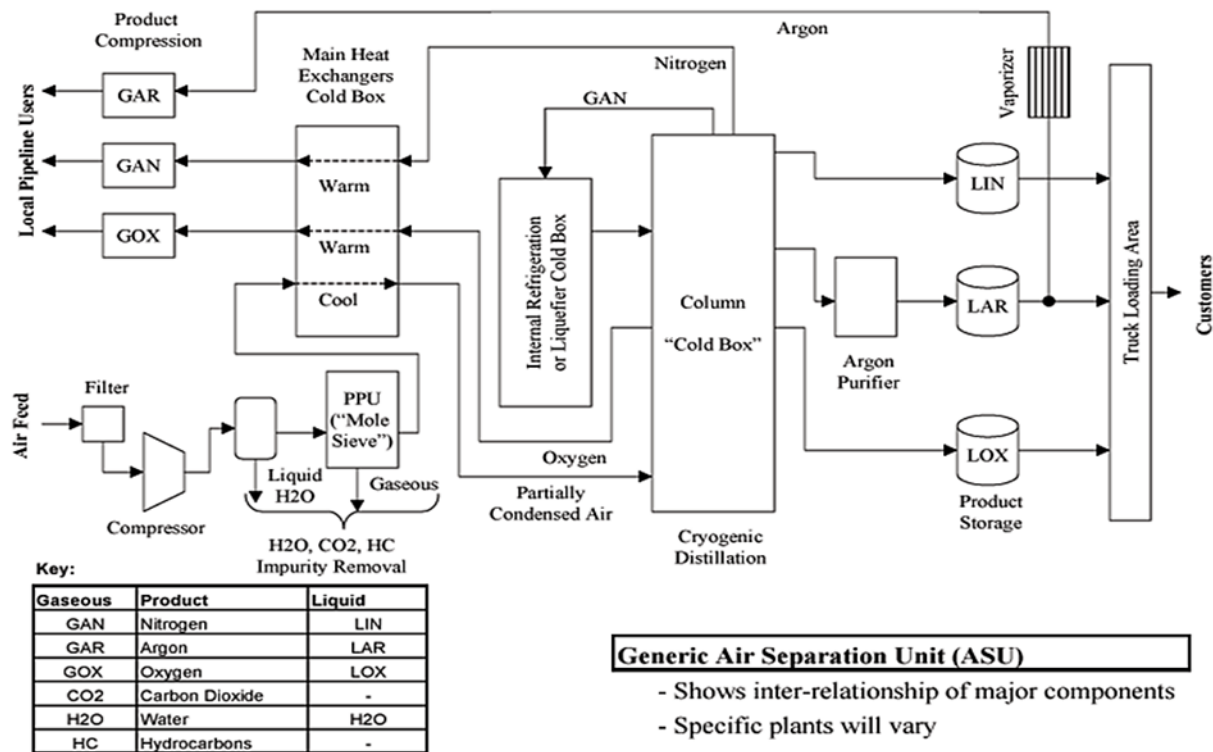 Product
Compression
Argon
Main Heat
Exchangers
Cold Box
Nitrogen
GAN
Vaporizer
Local Pipeline Users
GAR
GAN
GOX
Warm
Warm
Cool
Internal Refrigeration
or Liquefier Cold Box
Column
“Cold Box”
LIN
LAR
LOX
Argon
Purifier
Truck Loading Area
Customers
Air Feed
Filter
Compressor
PPU
(“Mole
Sieve”)
Liquid
H2O
Gaseous
H2O, CO2, HC
Impurity Removal
Oxygen
Partially
Condensed Air
Cryogenic
Distillation
Product
Storage
Key:
Gaseous Product Liquid
GAN Nitrogen LIN
GAR Argon LAR
GOX Oxygen LOX
CO2 Carbon Dioxide -
H2O Water H2O
HC Hydrocarbons -
Generic Air Separation Unit (ASU)
- Shows inter-relationship of major components
- Specific plants will vary